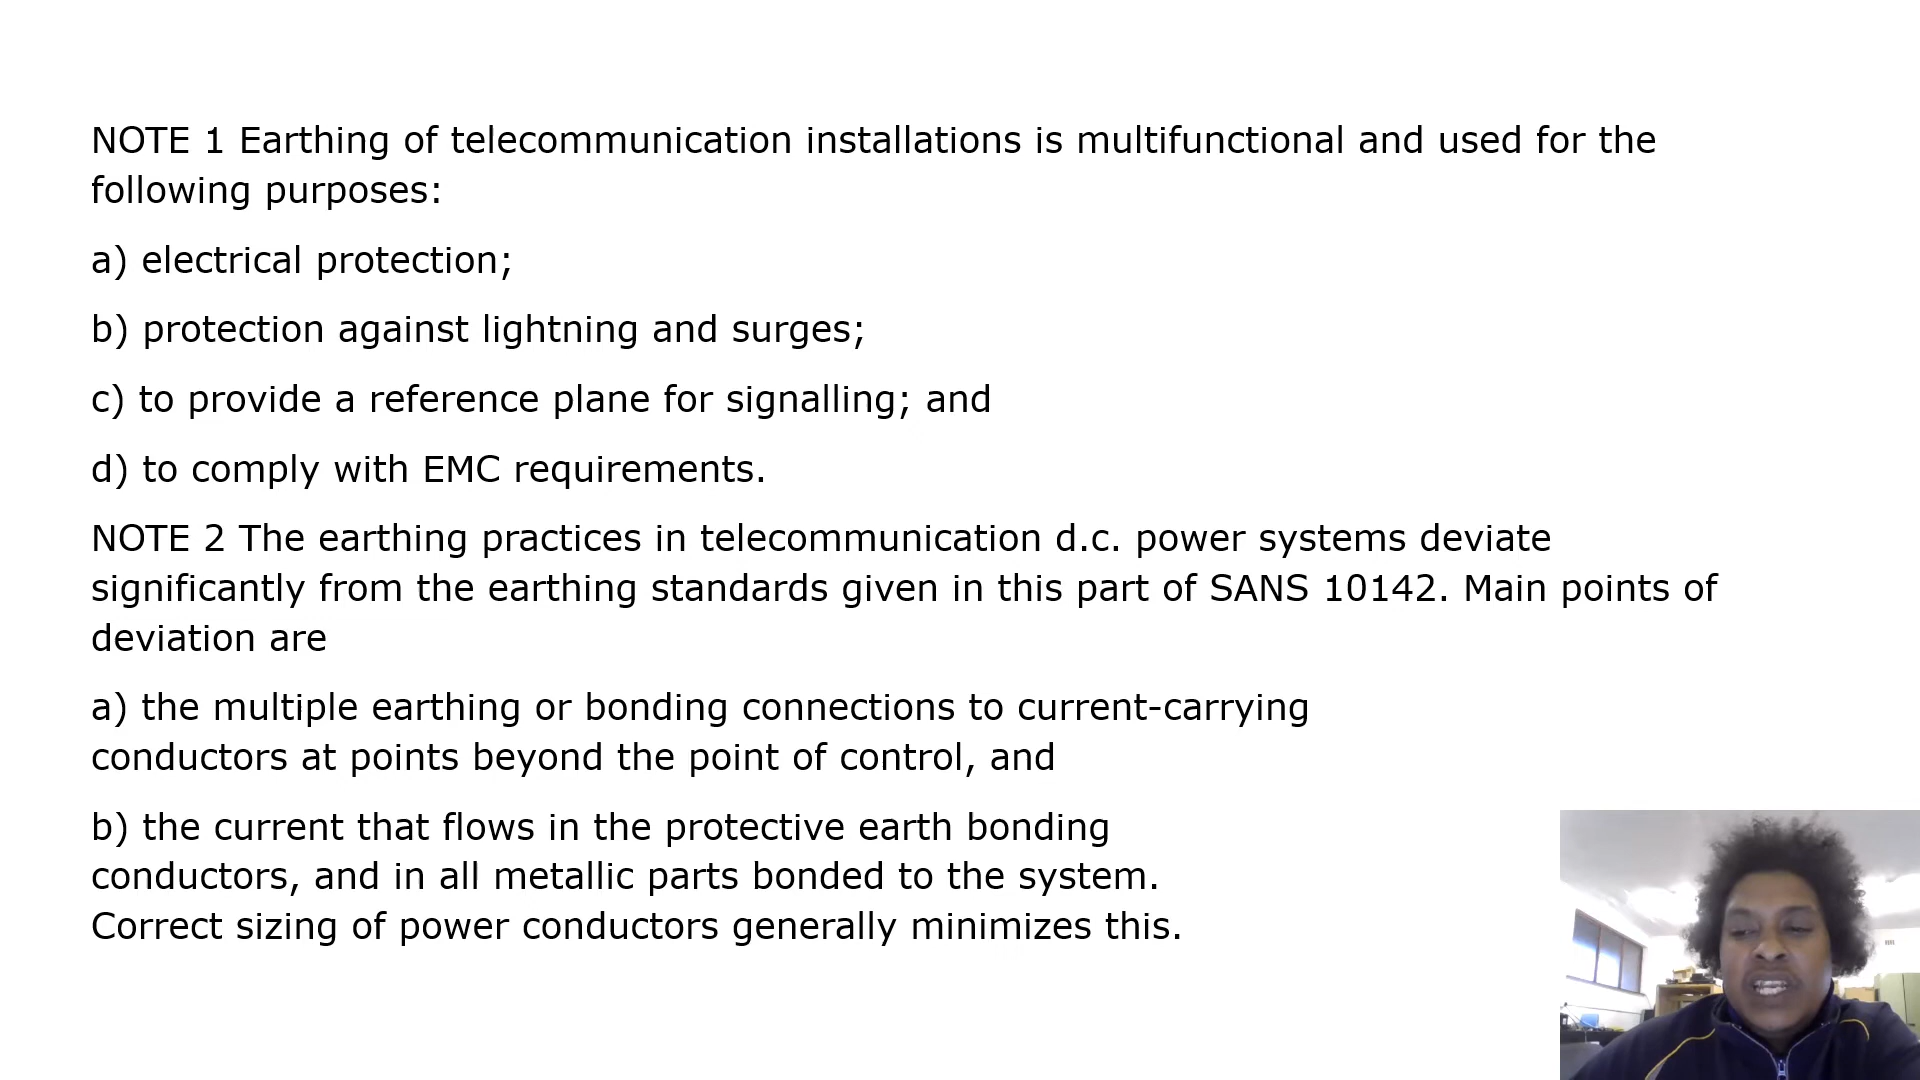 NOTE 1 Earthing of telecommunication installations is multifunctional and used for the
following purposes:
a) electrical protection;
b) protection against lightning and surges;
c) to provide a reference plane for signalling; and
d) to comply with EMC requirements.
NOTE 2 The earthing practices in telecommunication d.c. power systems deviate
significantly from the earthing standards given in this part of SANS 10142. Main points of
deviation are
a) the multiple earthing or bonding connections to current-carrying
conductors at points beyond the point of control, and
b) the current that flows in the protective earth bonding
conductors, and in all metallic parts bonded to the system.
Correct sizing of power conductors generally minimizes this.